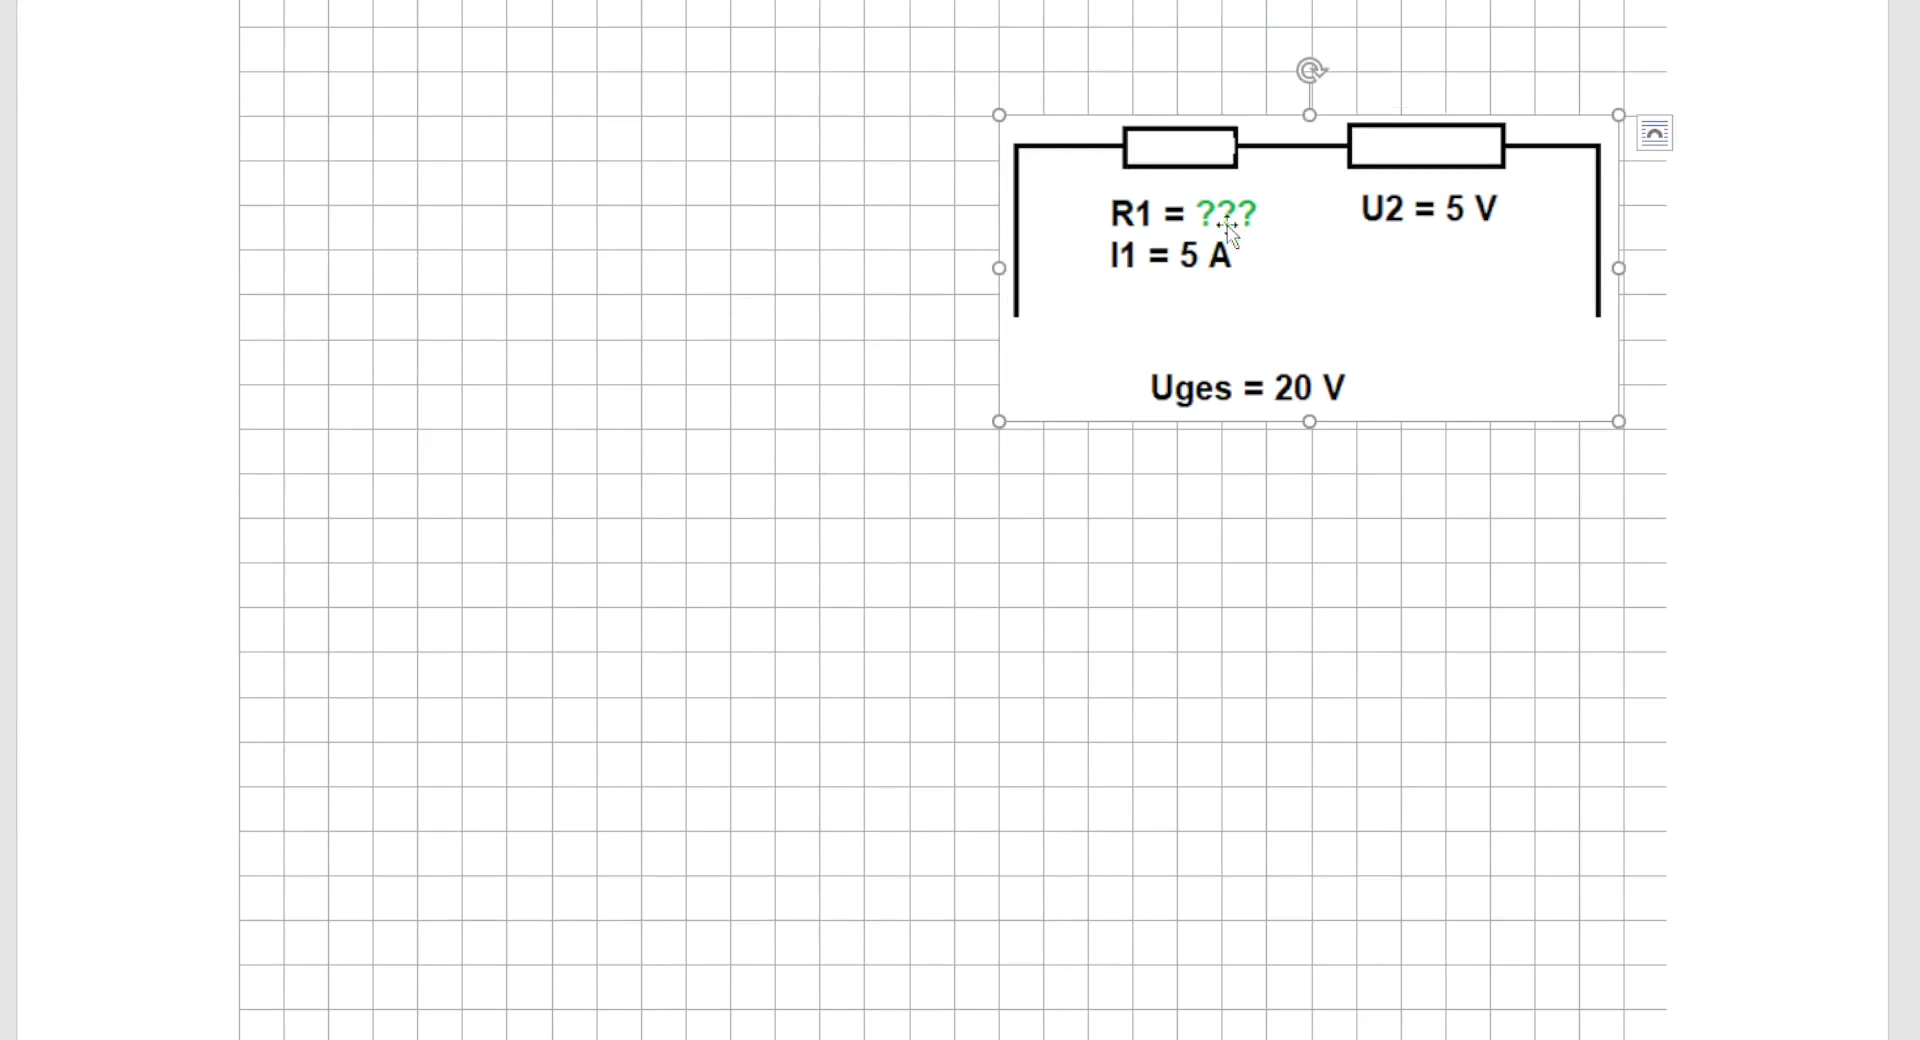 R1 = ???
U2 = 5 V
I1 = 5 A
Uges = 20 V